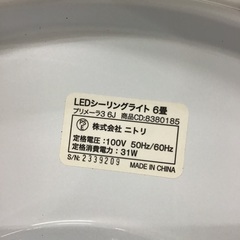 LEDシーリングライト 6畳
プリメーラ3 6J 商品CD:8380185
株式会社 ニトリ
定格電圧:100V 50Hz/60Hz
定格消費電力:31W
S/N: 2339209
MADE IN CHINA